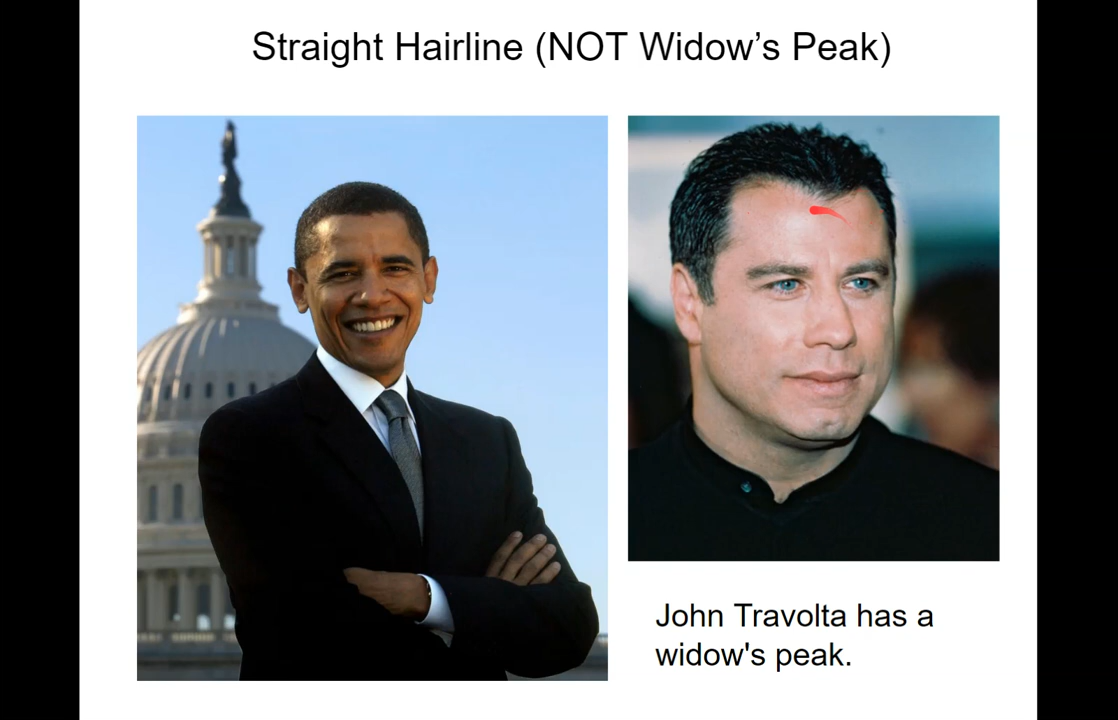 Straight Hairline (NOT Widow’s Peak)
John Travolta has a
widow's peak.